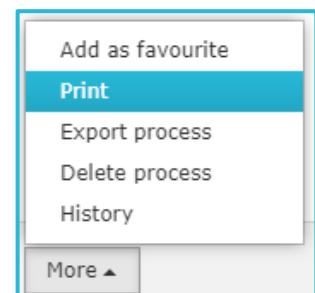 Add as favourite
Print
Export process
Delete process
History
More ▲